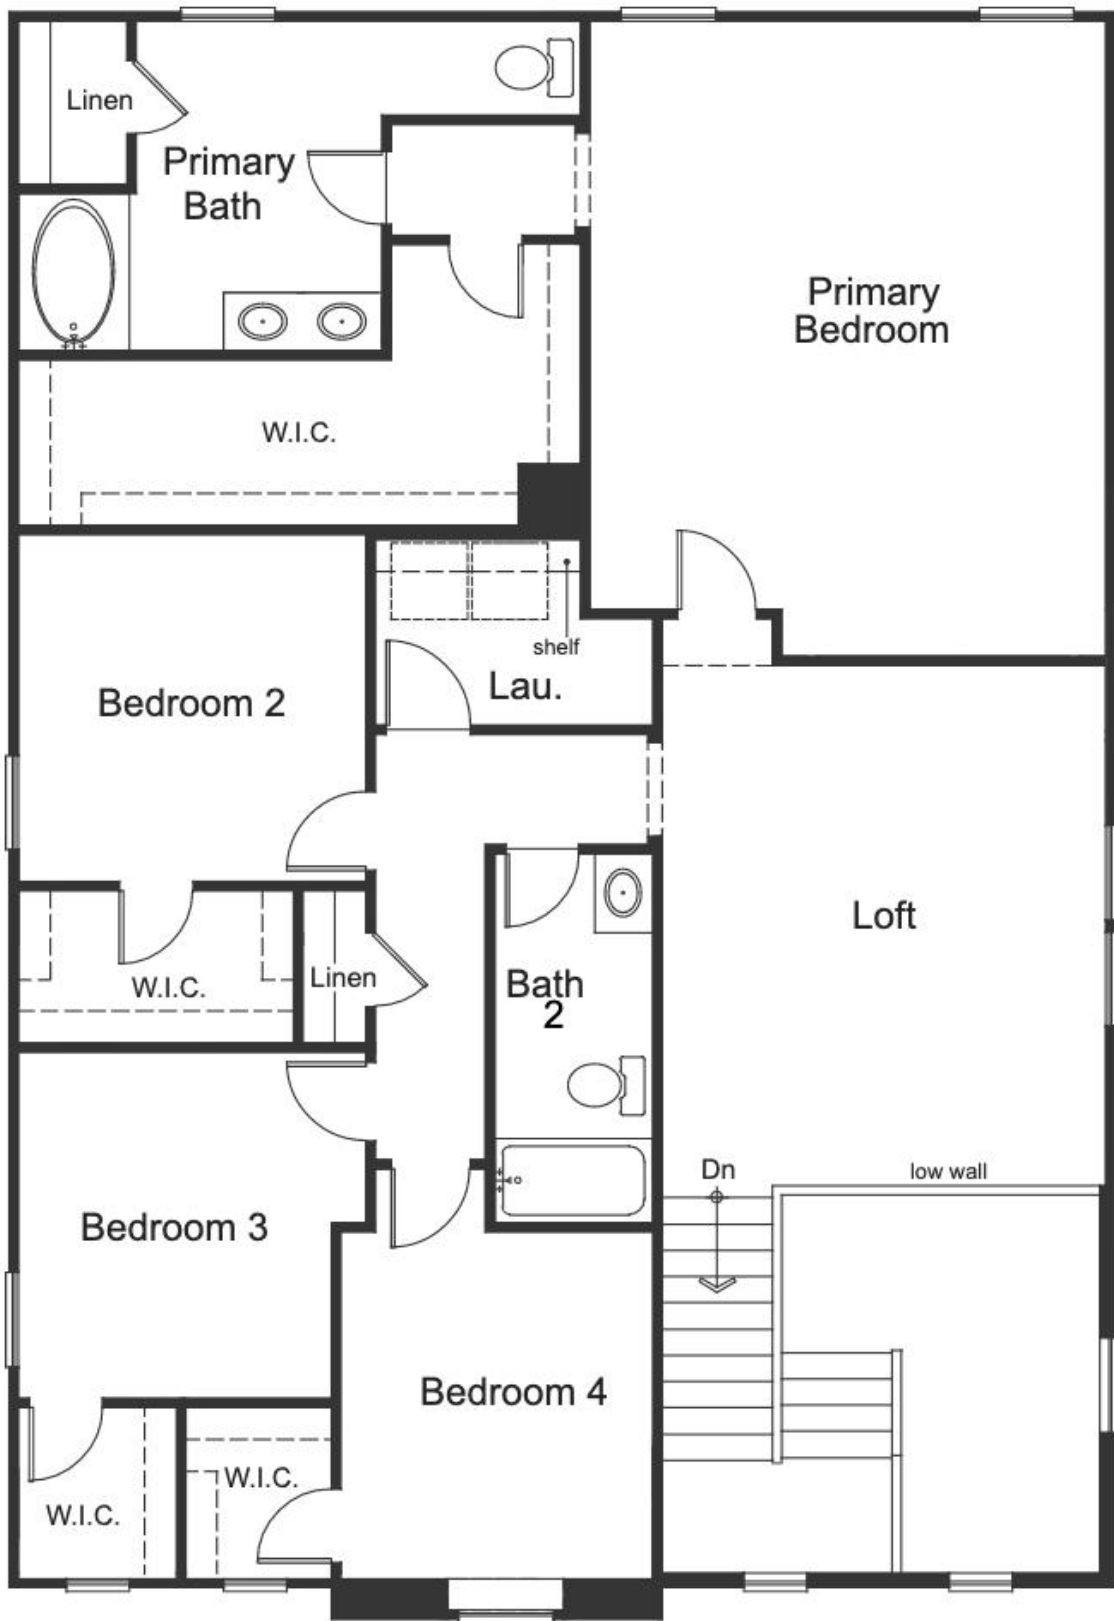 Linen
Primary
Bath
Primary
Bedroom
W.I.C.
shelf
Lau.
Bedroom 2
Loft
W.I.C.
Linen
Bath
2
Dn
low wall
Bedroom 3
Bedroom 4
W.I.C.
W.I.C.